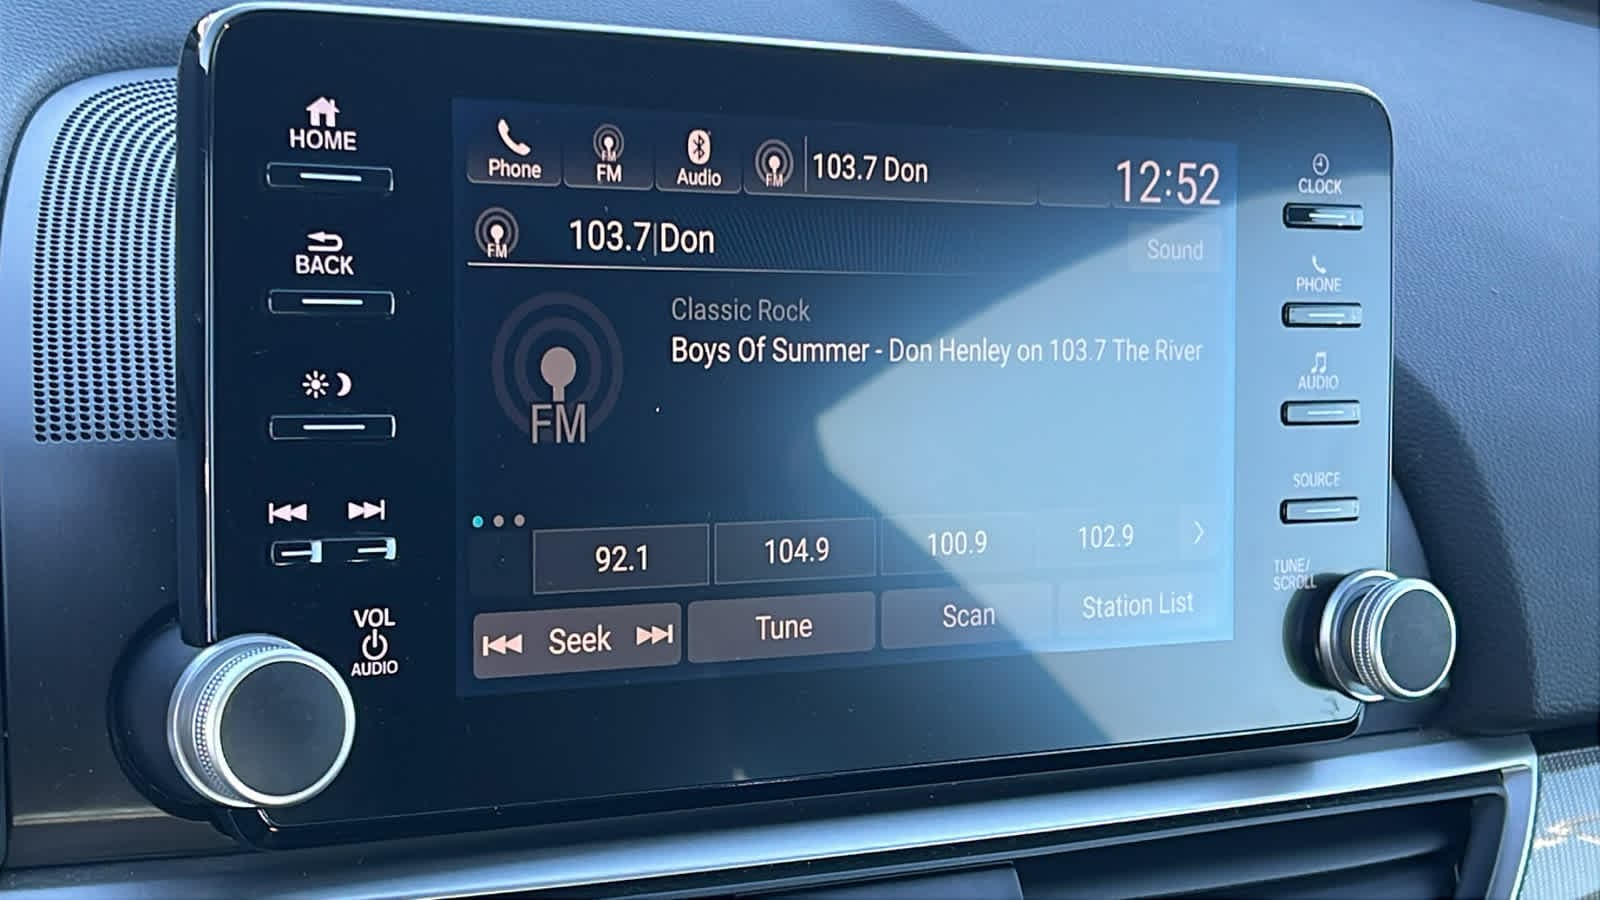 HOME
BACK
VOL
AUDIO
Phone
FM
FM
Audio
FM
103.7 Don
12:52
FM
103.7|Don
Sound
FM
Classic Rock
Boys Of Summer - Don Henley on 103.7 The River
92.1
104.9
100.9
102.9
Seek
Tune
Scan
Station List
CLOCK
PHONE
AUDIO
SOURCE
TUNE/
SCROLL